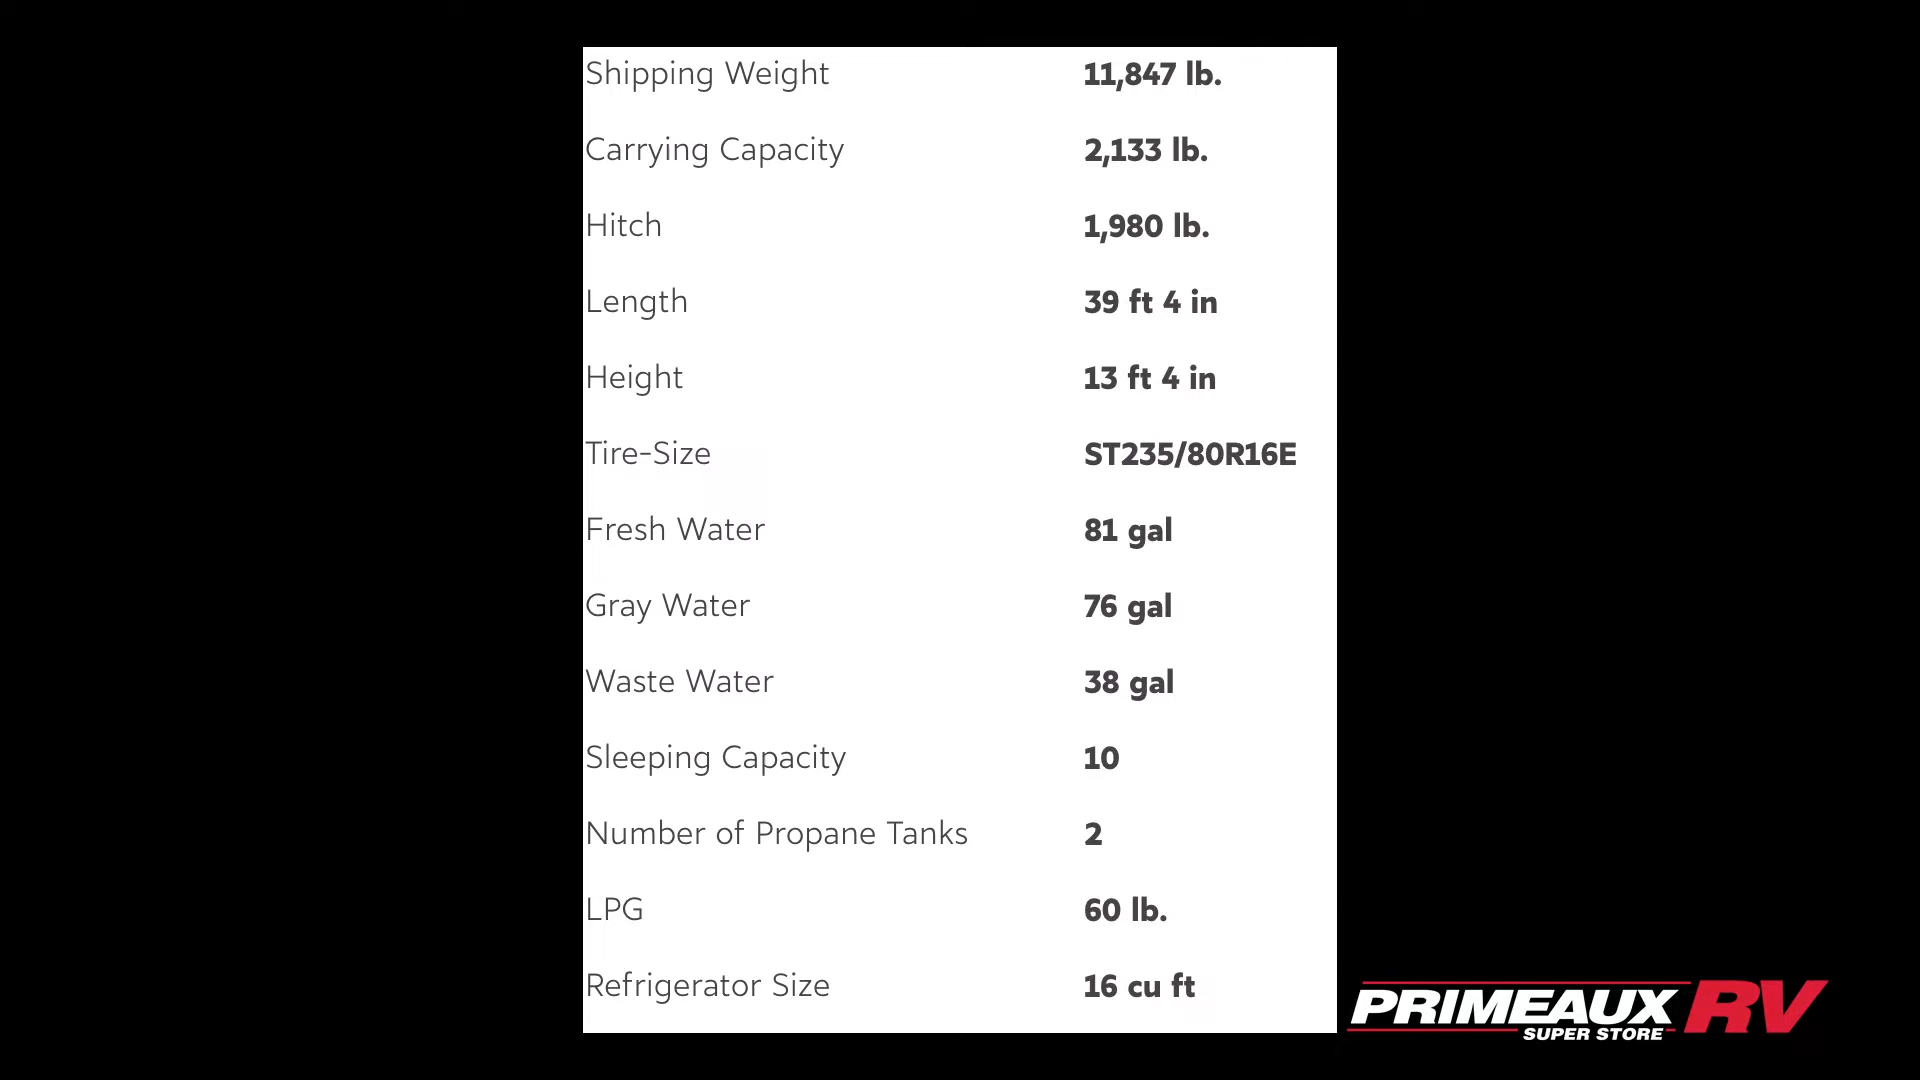 Shipping Weight 11,847 lb.
Carrying Capacity 2,133 lb.
Hitch 1,980 lb.
Length 39 ft 4 in
Height 13 ft 4 in
Tire-Size ST235/80R16E
Fresh Water 81 gal
Gray Water 76 gal
Waste Water 38 gal
Sleeping Capacity 10
Number of Propane Tanks 2
LPG 60 lb.
Refrigerator Size 16 cu ft
PRIMEAUX RV
SUPER STORE